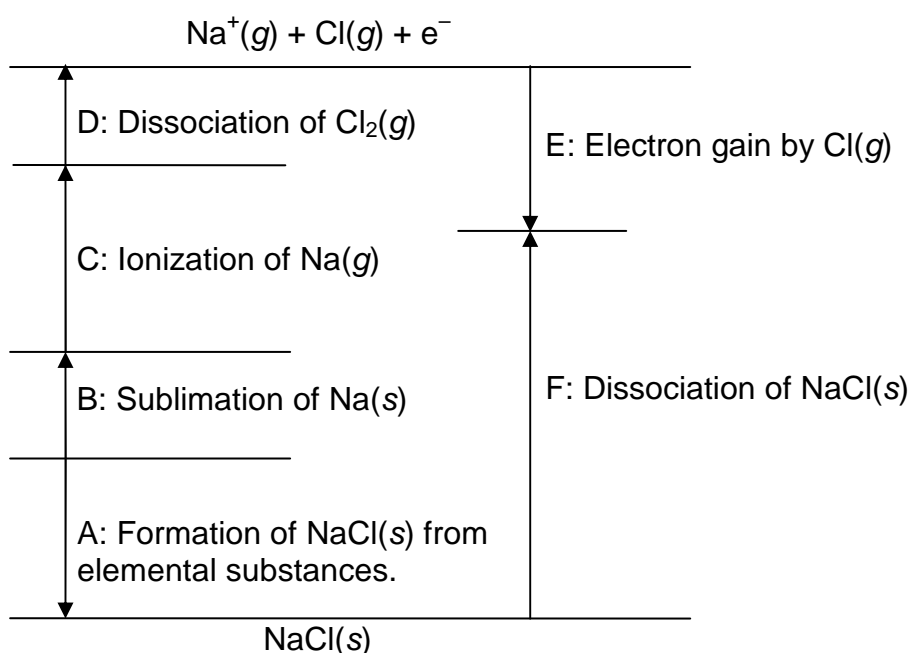 Na⁺(g) + Cl(g) + e⁻
D: Dissociation of Cl₂(g)
E: Electron gain by Cl(g)
C: Ionization of Na(g)
B: Sublimation of Na(s)
F: Dissociation of NaCl(s)
A: Formation of NaCl(s) from
elemental substances.
NaCl(s)